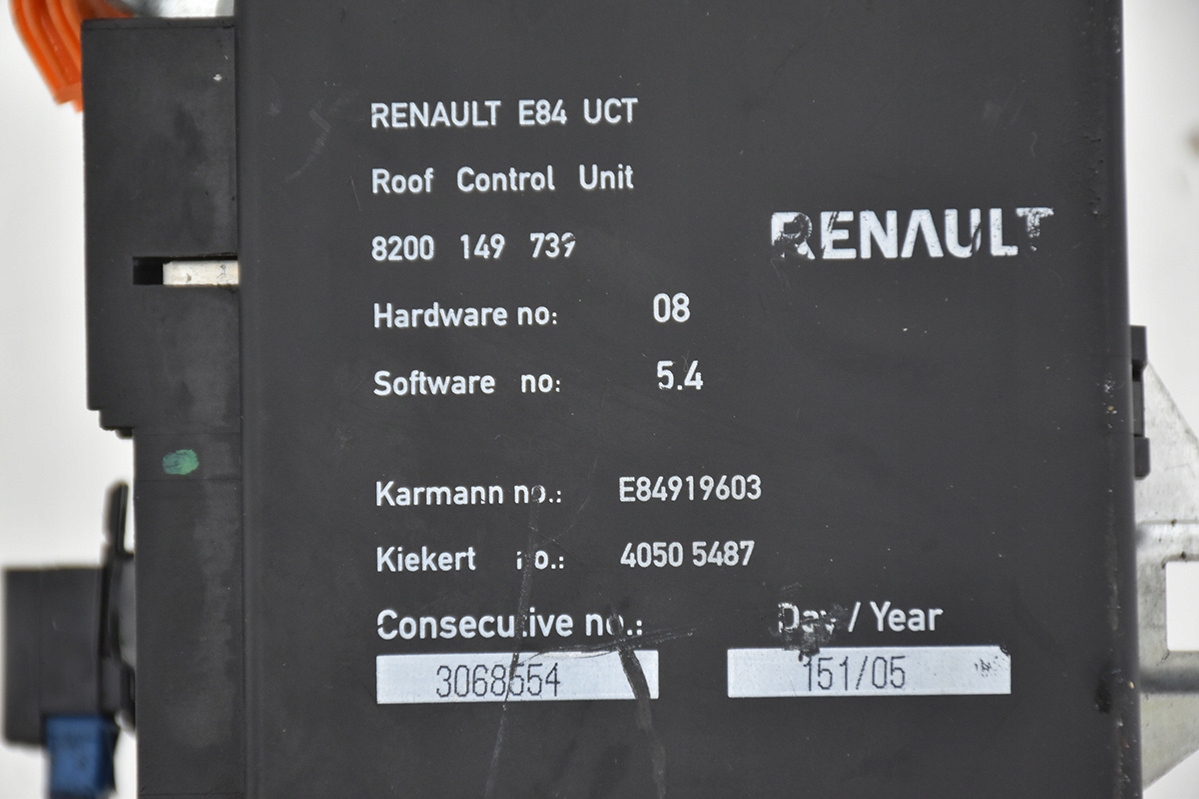 RENAULT E84 UCT
Roof Control Unit
8200 149 739
RENAULT
Hardware no: 08
Software no: 5.4
Karmann no.: E84919603
Kiekert no.: 4050 5487
Consecutive no.: Day / Year
3068554 151/05